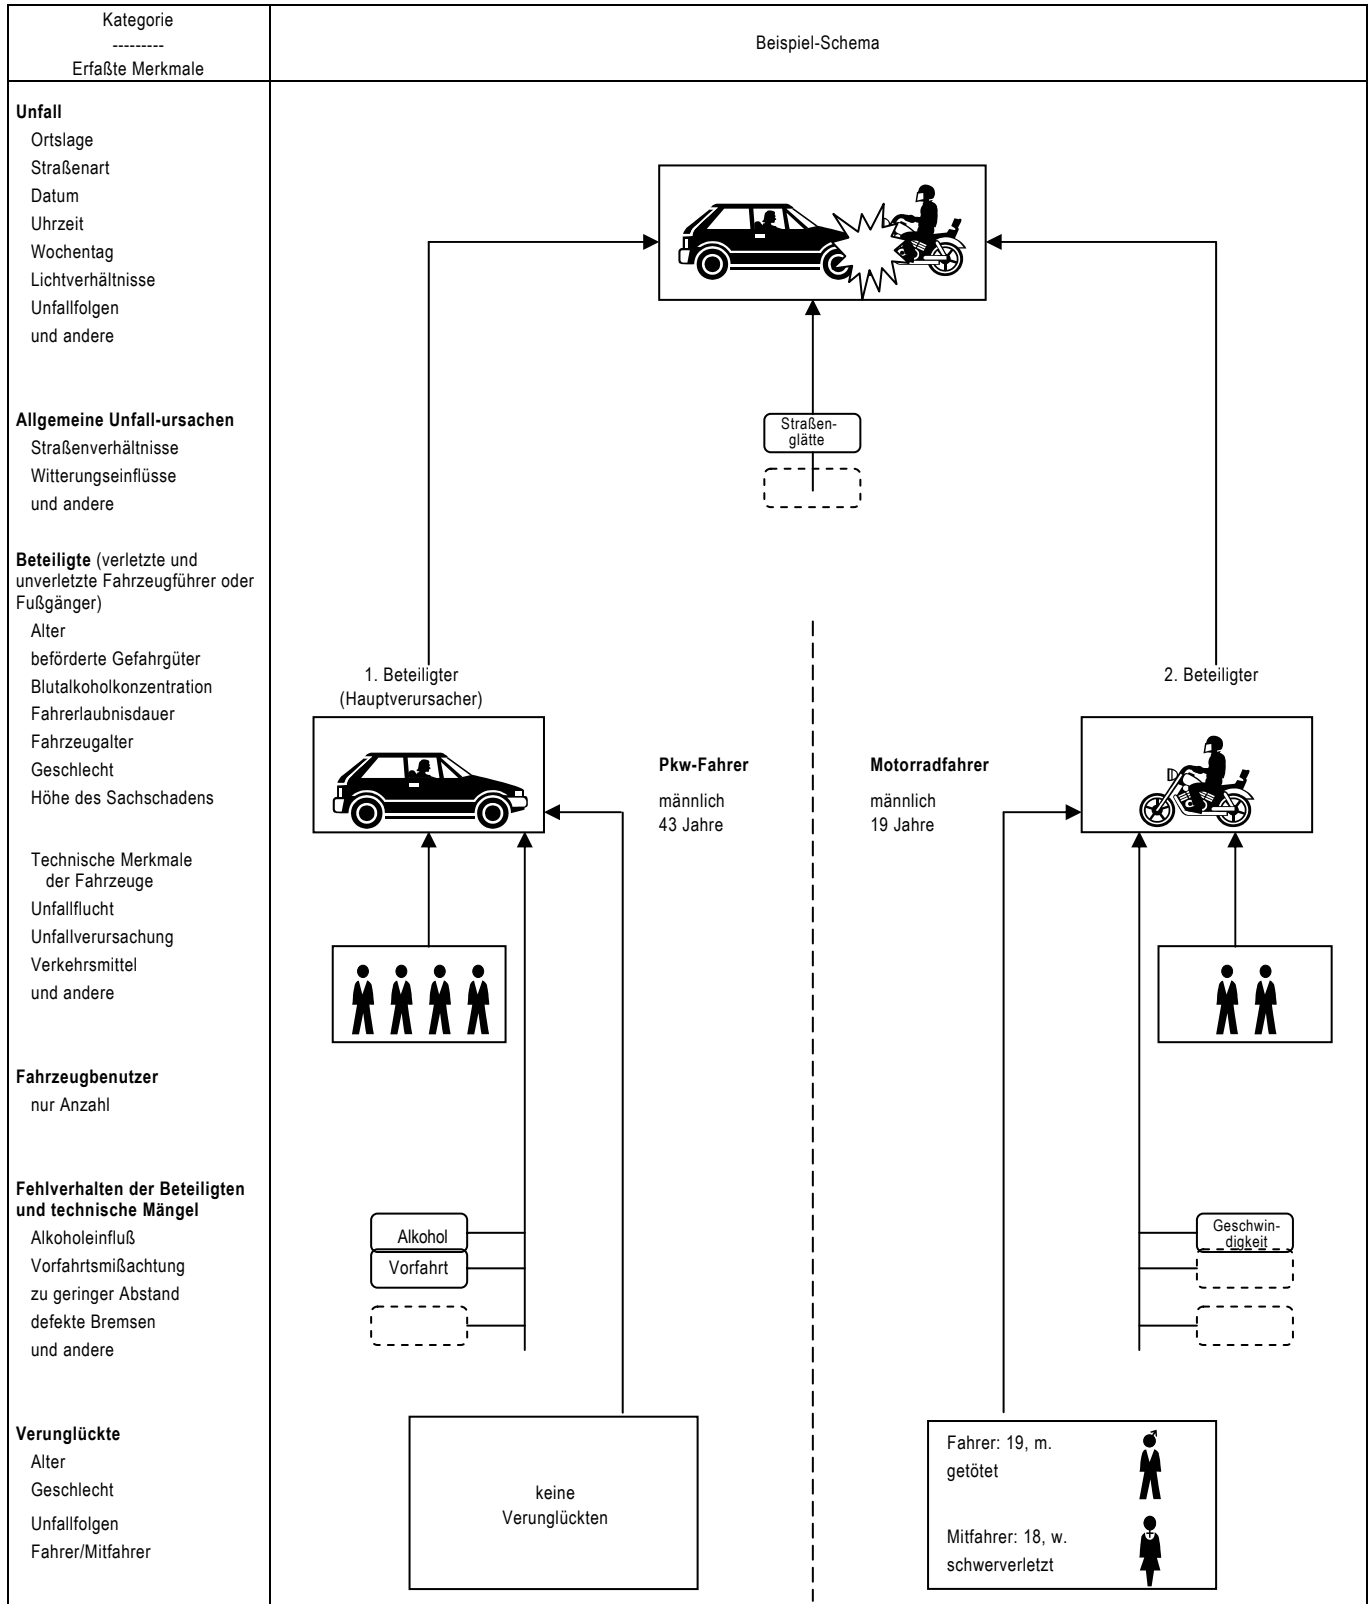 Kategorie
---------
Erfaßte Merkmale
Beispiel-Schema
Unfall
Ortslage
Straßenart
Datum
Uhrzeit
Wochentag
Lichtverhältnisse
Unfallfolgen
und andere
Allgemeine Unfall-ursachen
Straßenverhältnisse
Witterungseinflüsse
und andere
Straßen-
glätte
Beteiligte (verletzte und
unverletzte Fahrzeugführer oder
Fußgänger)
Alter
beförderte Gefahrgüter
Blutalkoholkonzentration
Fahrerlaubnisdauer
Fahrzeugalter
Geschlecht
Höhe des Sachschadens
Technische Merkmale
der Fahrzeuge
Unfallflucht
Unfallverursachung
Verkehrsmittel
und andere
1. Beteiligter
(Hauptverursacher)
Pkw-Fahrer
männlich
43 Jahre
2. Beteiligter
Motorradfahrer
männlich
19 Jahre
Fahrzeugbenutzer
nur Anzahl
Fehlverhalten der Beteiligten
und technische Mängel
Alkoholeinfluß
Vorfahrtsmißachtung
zu geringer Abstand
defekte Bremsen
und andere
Alkohol
Vorfahrt
Geschwin-
digkeit
Verunglückte
Alter
Geschlecht
Unfallfolgen
Fahrer/Mitfahrer
keine
Verunglückten
Fahrer: 19, m.
getötet
Mitfahrer: 18, w.
schwerverletzt